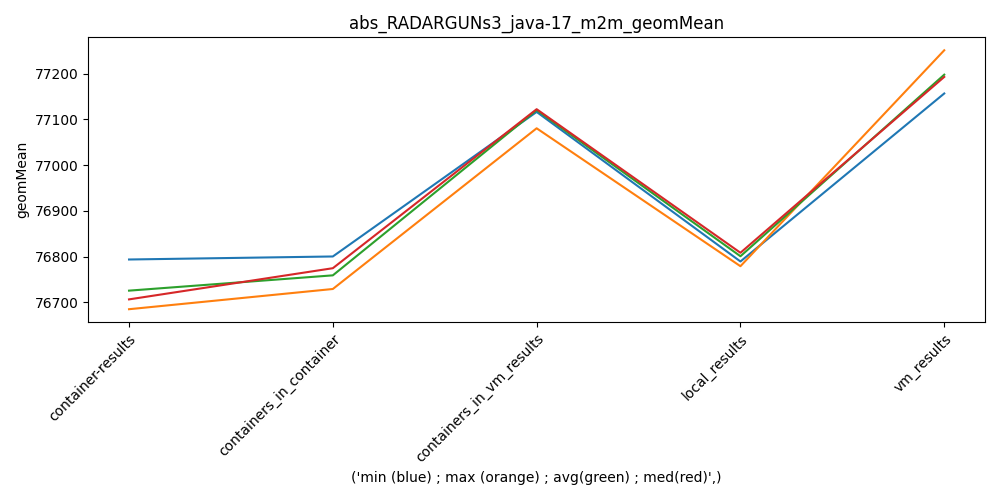 abs_RADARGUNs3_java-17_m2m_geomMean
geomMean
77200
77100
77000
76900
76800
76700
container-results
containers_in_container
containers_in_vm_results
local_results
vm_results
('min (blue) ; max (orange) ; avg(green) ; med(red)',)